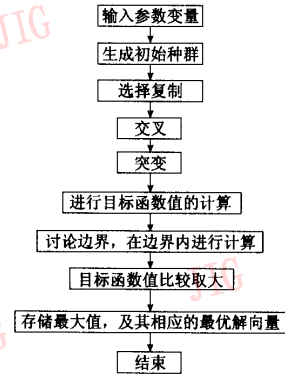 JIG
输入参数变量
生成初始种群
选择复制
交叉
突变
进行目标函数值的计算
讨论边界，在边界内进行计算
目标函数值比较取大
JIG
存储最大值，及其相应的最优解向量
结束